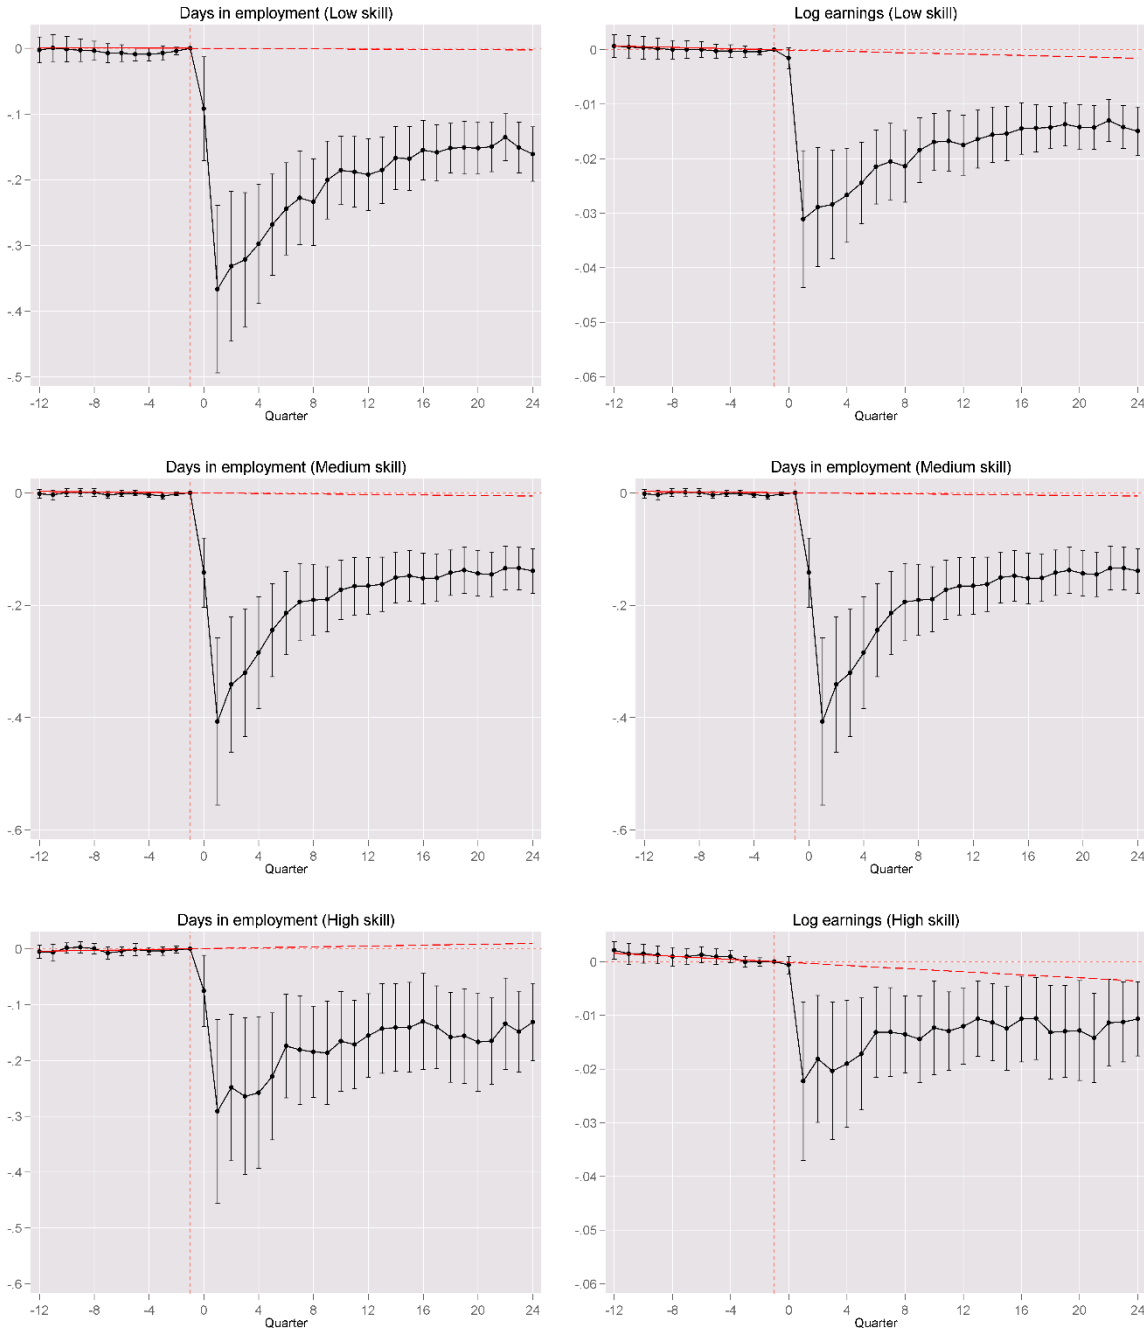 Days in employment (Low skill)
0
-.1
-.2
-.3
-.4
-.5
-12 -8 -4 0 4 8 12 16 20 24
Quarter
Log earnings (Low skill)
0
-.01
-.02
-.03
-.04
-.05
-.06
-12 -8 -4 0 4 8 12 16 20 24
Quarter
Days in employment (Medium skill)
0
-.2
-.4
-.6
-12 -8 -4 0 4 8 12 16 20 24
Quarter
Days in employment (Medium skill)
0
-.2
-.4
-.6
-12 -8 -4 0 4 8 12 16 20 24
Quarter
Days in employment (High skill)
0
-.1
-.2
-.3
-.4
-.5
-.6
-12 -8 -4 0 4 8 12 16 20 24
Quarter
Log earnings (High skill)
0
-.01
-.02
-.03
-.04
-.05
-.06
-12 -8 -4 0 4 8 12 16 20 24
Quarter